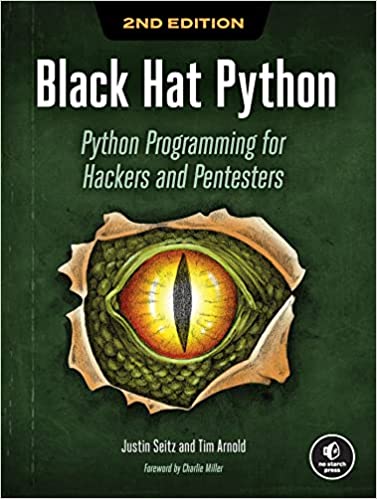 2ND EDITION
Black Hat Python
Python Programming for
Hackers and Pentesters
Justin Seitz and Tim Arnold
Foreword by Charlie Miller
no starch
press